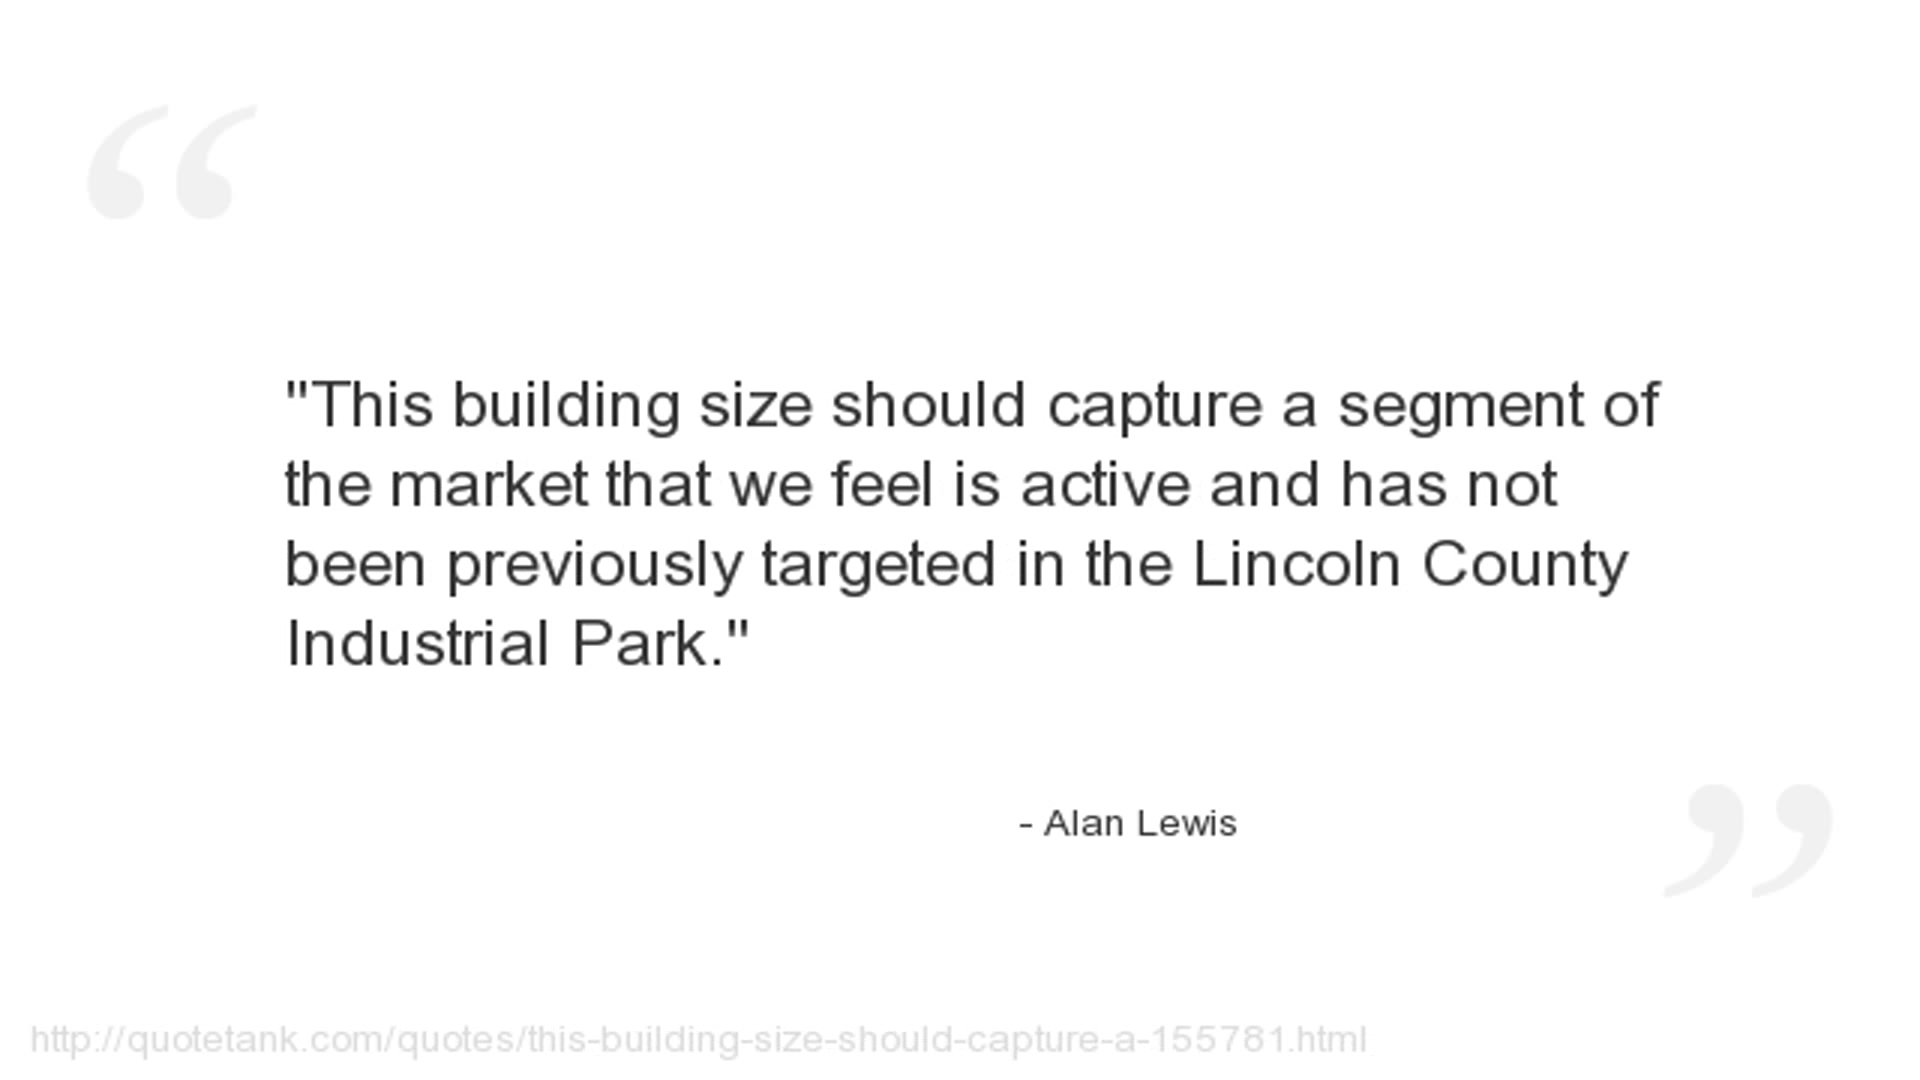 "This building size should capture a segment of
the market that we feel is active and has not
been previously targeted in the Lincoln County
Industrial Park."
- Alan Lewis
http://quotetank.com/quotes/this-building-size-should-capture-a-155781.html